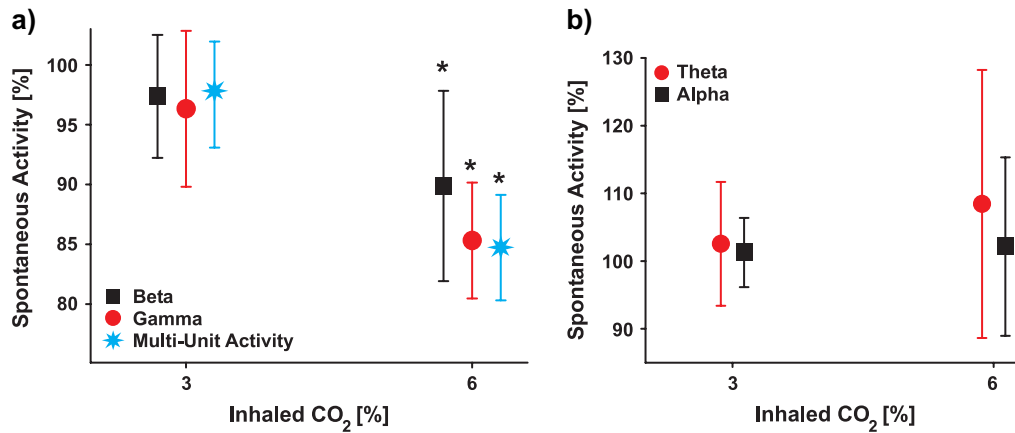 a)
Spontaneous Activity [%]
100
95
90
85
80
*
*
*
Beta
Gamma
Multi-Unit Activity
3
6
Inhaled CO2 [%]
b)
Spontaneous Activity [%]
130
120
110
100
90
Theta
Alpha
3
6
Inhaled CO2 [%]